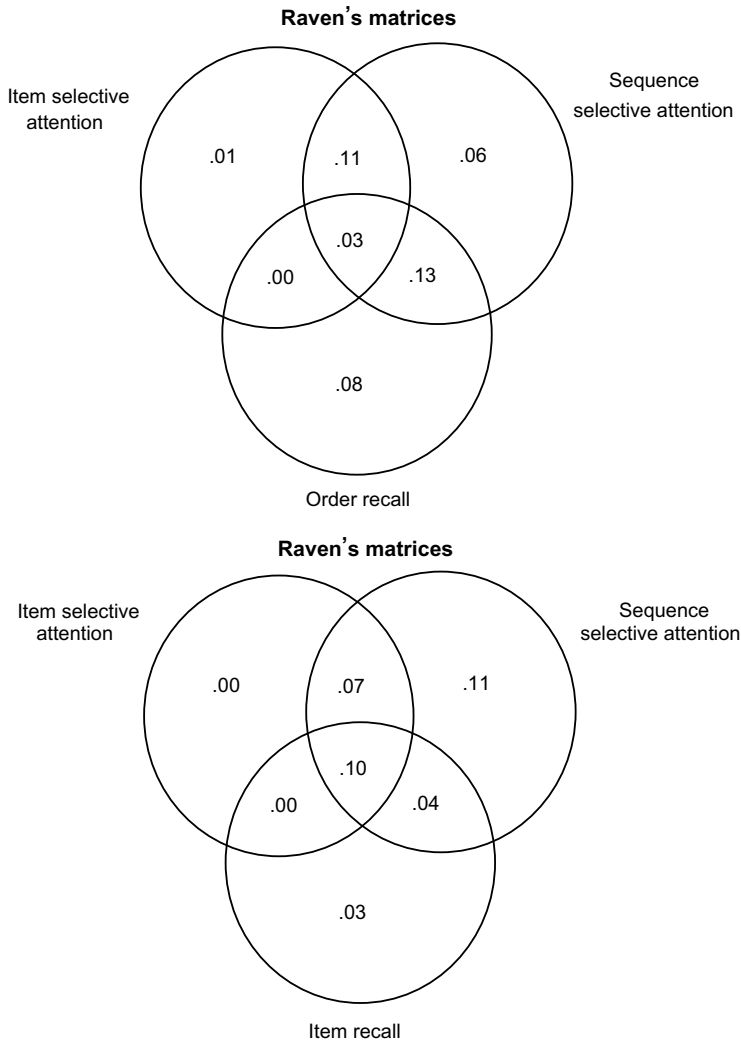 Raven’s matrices
Item selective
attention
Sequence
selective attention
.01
.11
.06
.03
.00
.13
.08
Order recall
Raven’s matrices
Item selective
attention
Sequence
selective attention
.00
.07
.11
.10
.00
.04
.03
Item recall